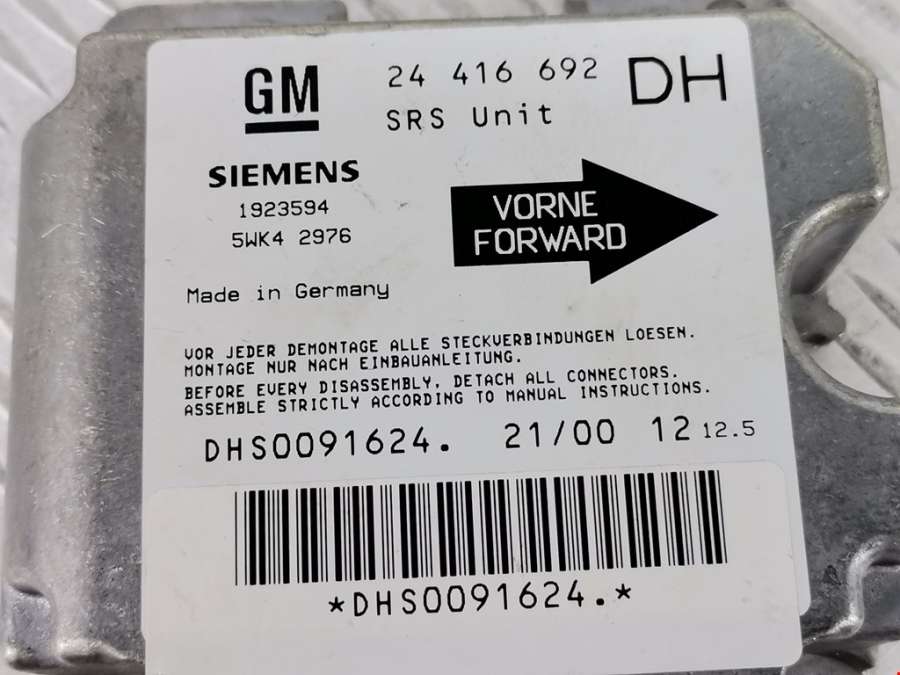 GM
24 416 692
DH
SRS Unit
SIEMENS
1923594
5WK4 2976
VORNE
FORWARD
Made in Germany
VOR JEDER DEMONTAGE ALLE STECKVERBINDUNGEN LOESEN.
MONTAGE NUR NACH EINBAUANLEITUNG.
BEFORE EVERY DISASSEMBLY, DETACH ALL CONNECTORS.
ASSEMBLE STRICTLY ACCORDING TO MANUAL INSTRUCTIONS.
DHS0091624. 21/00 12 12.5
*DHS0091624.*